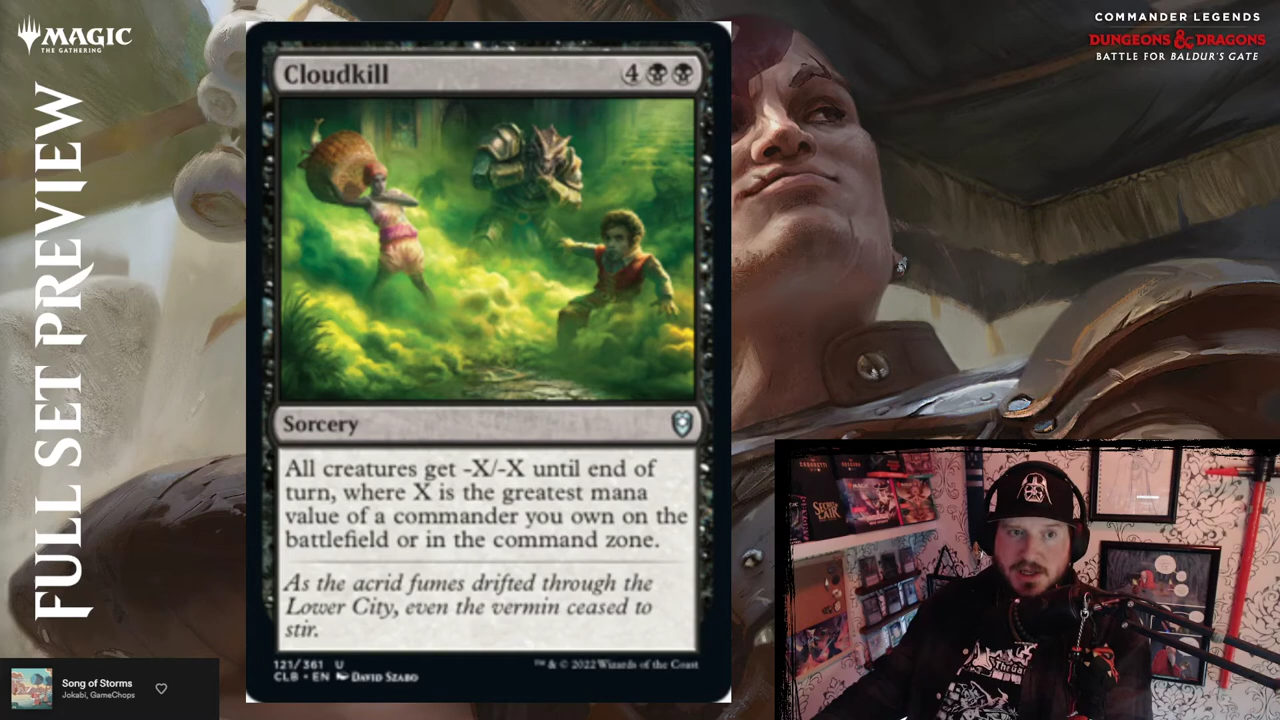 MAGIC
THE GATHERING
FULL SET PREVIEW
COMMANDER LEGENDS
DUNGEONS & DRAGONS
BATTLE FOR BALDUR'S GATE
Cloudkill 4
Sorcery
All creatures get -X/-X until end of
turn, where X is the greatest mana
value of a commander you own on the
battlefield or in the command zone.
As the acrid fumes drifted through the
Lower City, even the vermin ceased to
stir.
121/361 U
CLB • EN DAVID SZABO
™ & © 2022 Wizards of the Coast
Song of Storms
Jokabi, GameChops
SECRET
LAIR